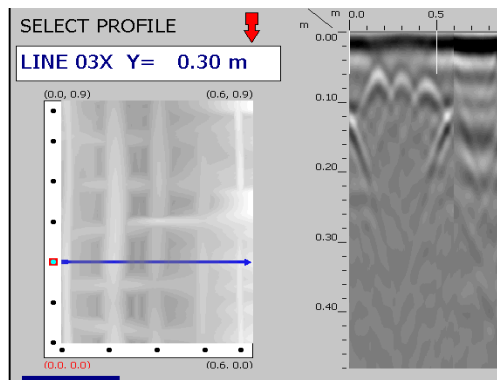 SELECT PROFILE
LINE 03X Y= 0.30 m
(0.0, 0.9) (0.6, 0.9)
(0.0, 0.0) (0.6, 0.0)
m 0.0 0.5
m
0.00
0.10
0.20
0.30
0.40